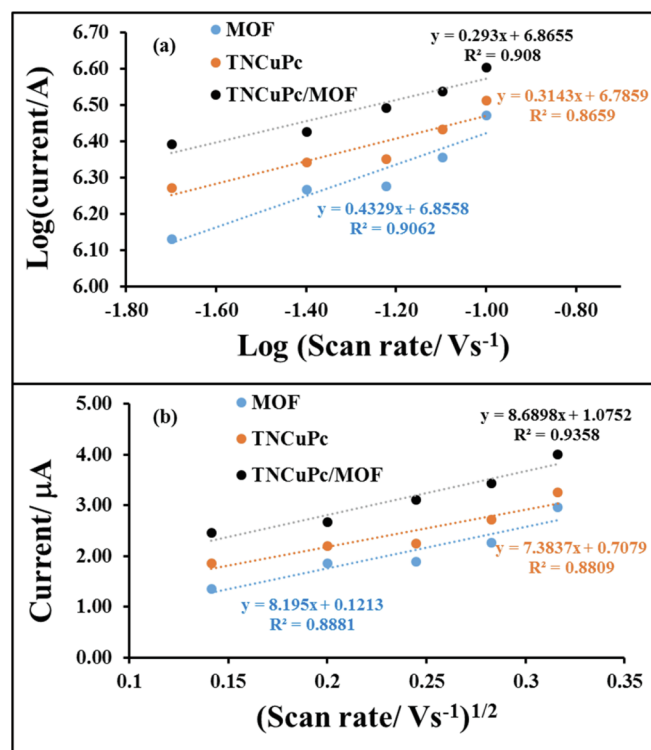 (a)
MOF
TNCuPc
TNCuPc/MOF
y = 0.293x + 6.8655
R² = 0.908
y = 0.3143x + 6.7859
R² = 0.8659
y = 0.4329x + 6.8558
R² = 0.9062
Log(current/A)
6.70
6.60
6.50
6.40
6.30
6.20
6.10
6.00
-1.80 -1.60 -1.40 -1.20 -1.00 -0.80
Log (Scan rate/ Vs⁻¹)
(b)
MOF
TNCuPc
TNCuPc/MOF
y = 8.6898x + 1.0752
R² = 0.9358
y = 7.3837x + 0.7079
R² = 0.8809
y = 8.195x + 0.1213
R² = 0.8881
Current/ µA
5.00
4.00
3.00
2.00
1.00
0.00
0.1 0.15 0.2 0.25 0.3 0.35
(Scan rate/ Vs⁻¹)¹/²